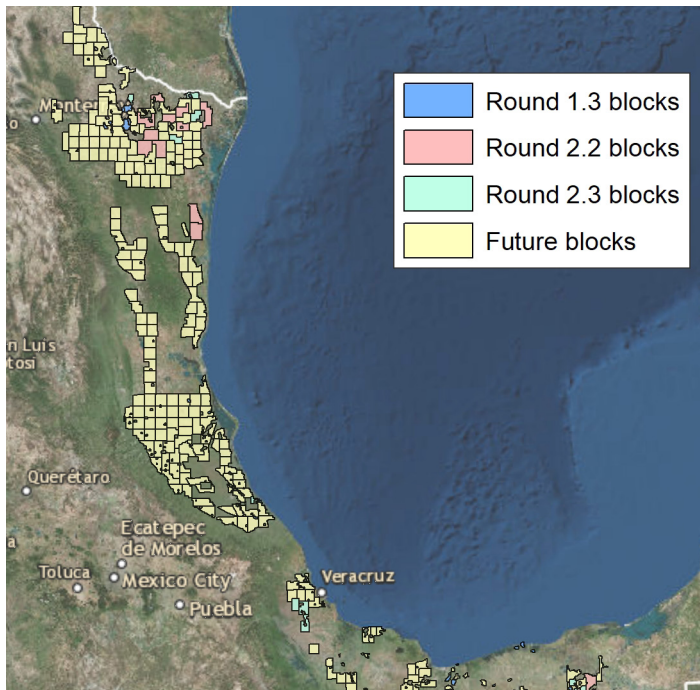 Round 1.3 blocks
Round 2.2 blocks
Round 2.3 blocks
Future blocks
Querétaro
Ecatepec
de Morelos
Toluca
Mexico City
Puebla
Veracruz